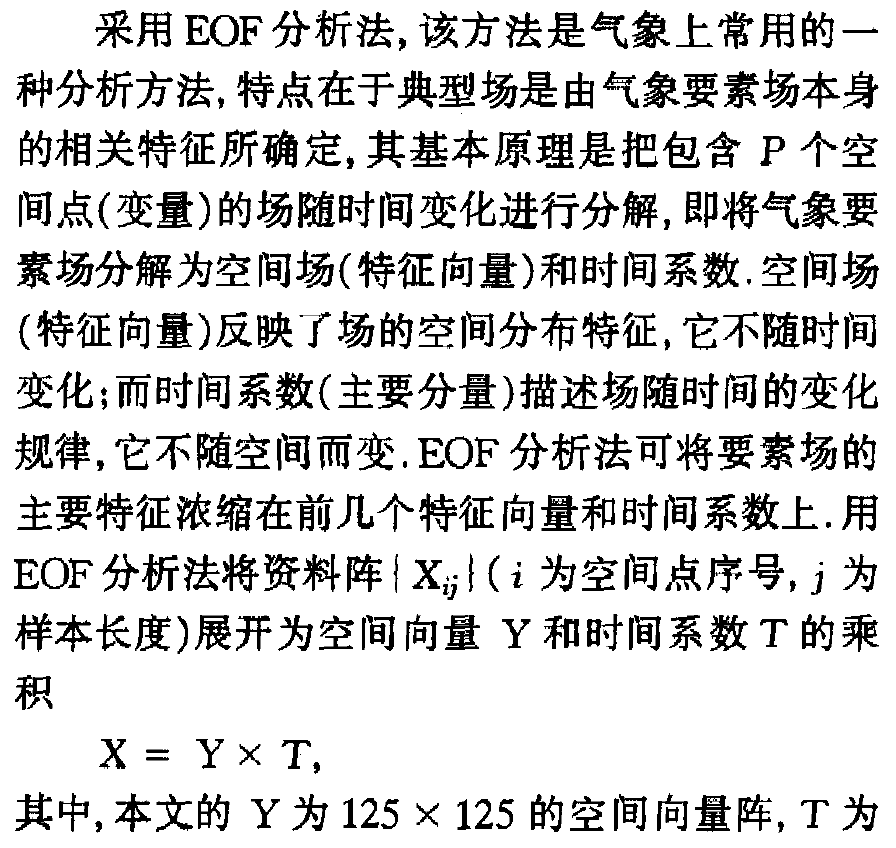 采用 EOF 分析法, 该方法是气象上常用的一
种分析方法, 特点在于典型场是由气象要素场本身
的相关特征所确定, 其基本原理是把包含 P 个空
间点(变量)的场随时间变化进行分解, 即将气象要
素场分解为空间场(特征向量)和时间系数. 空间场
(特征向量)反映了场的空间分布特征, 它不随时间
变化; 而时间系数(主要分量)描述场随时间的变化
规律, 它不随空间而变. EOF 分析法可将要素场的
主要特征浓缩在前几个特征向量和时间系数上. 用
EOF 分析法将资料阵{ X_{ij} }( i 为空间点序号, j 为
样本长度)展开为空间向量 Y 和时间系数 T 的乘
积
X = Y × T,
其中, 本文的 Y 为 125 × 125 的空间向量阵, T 为